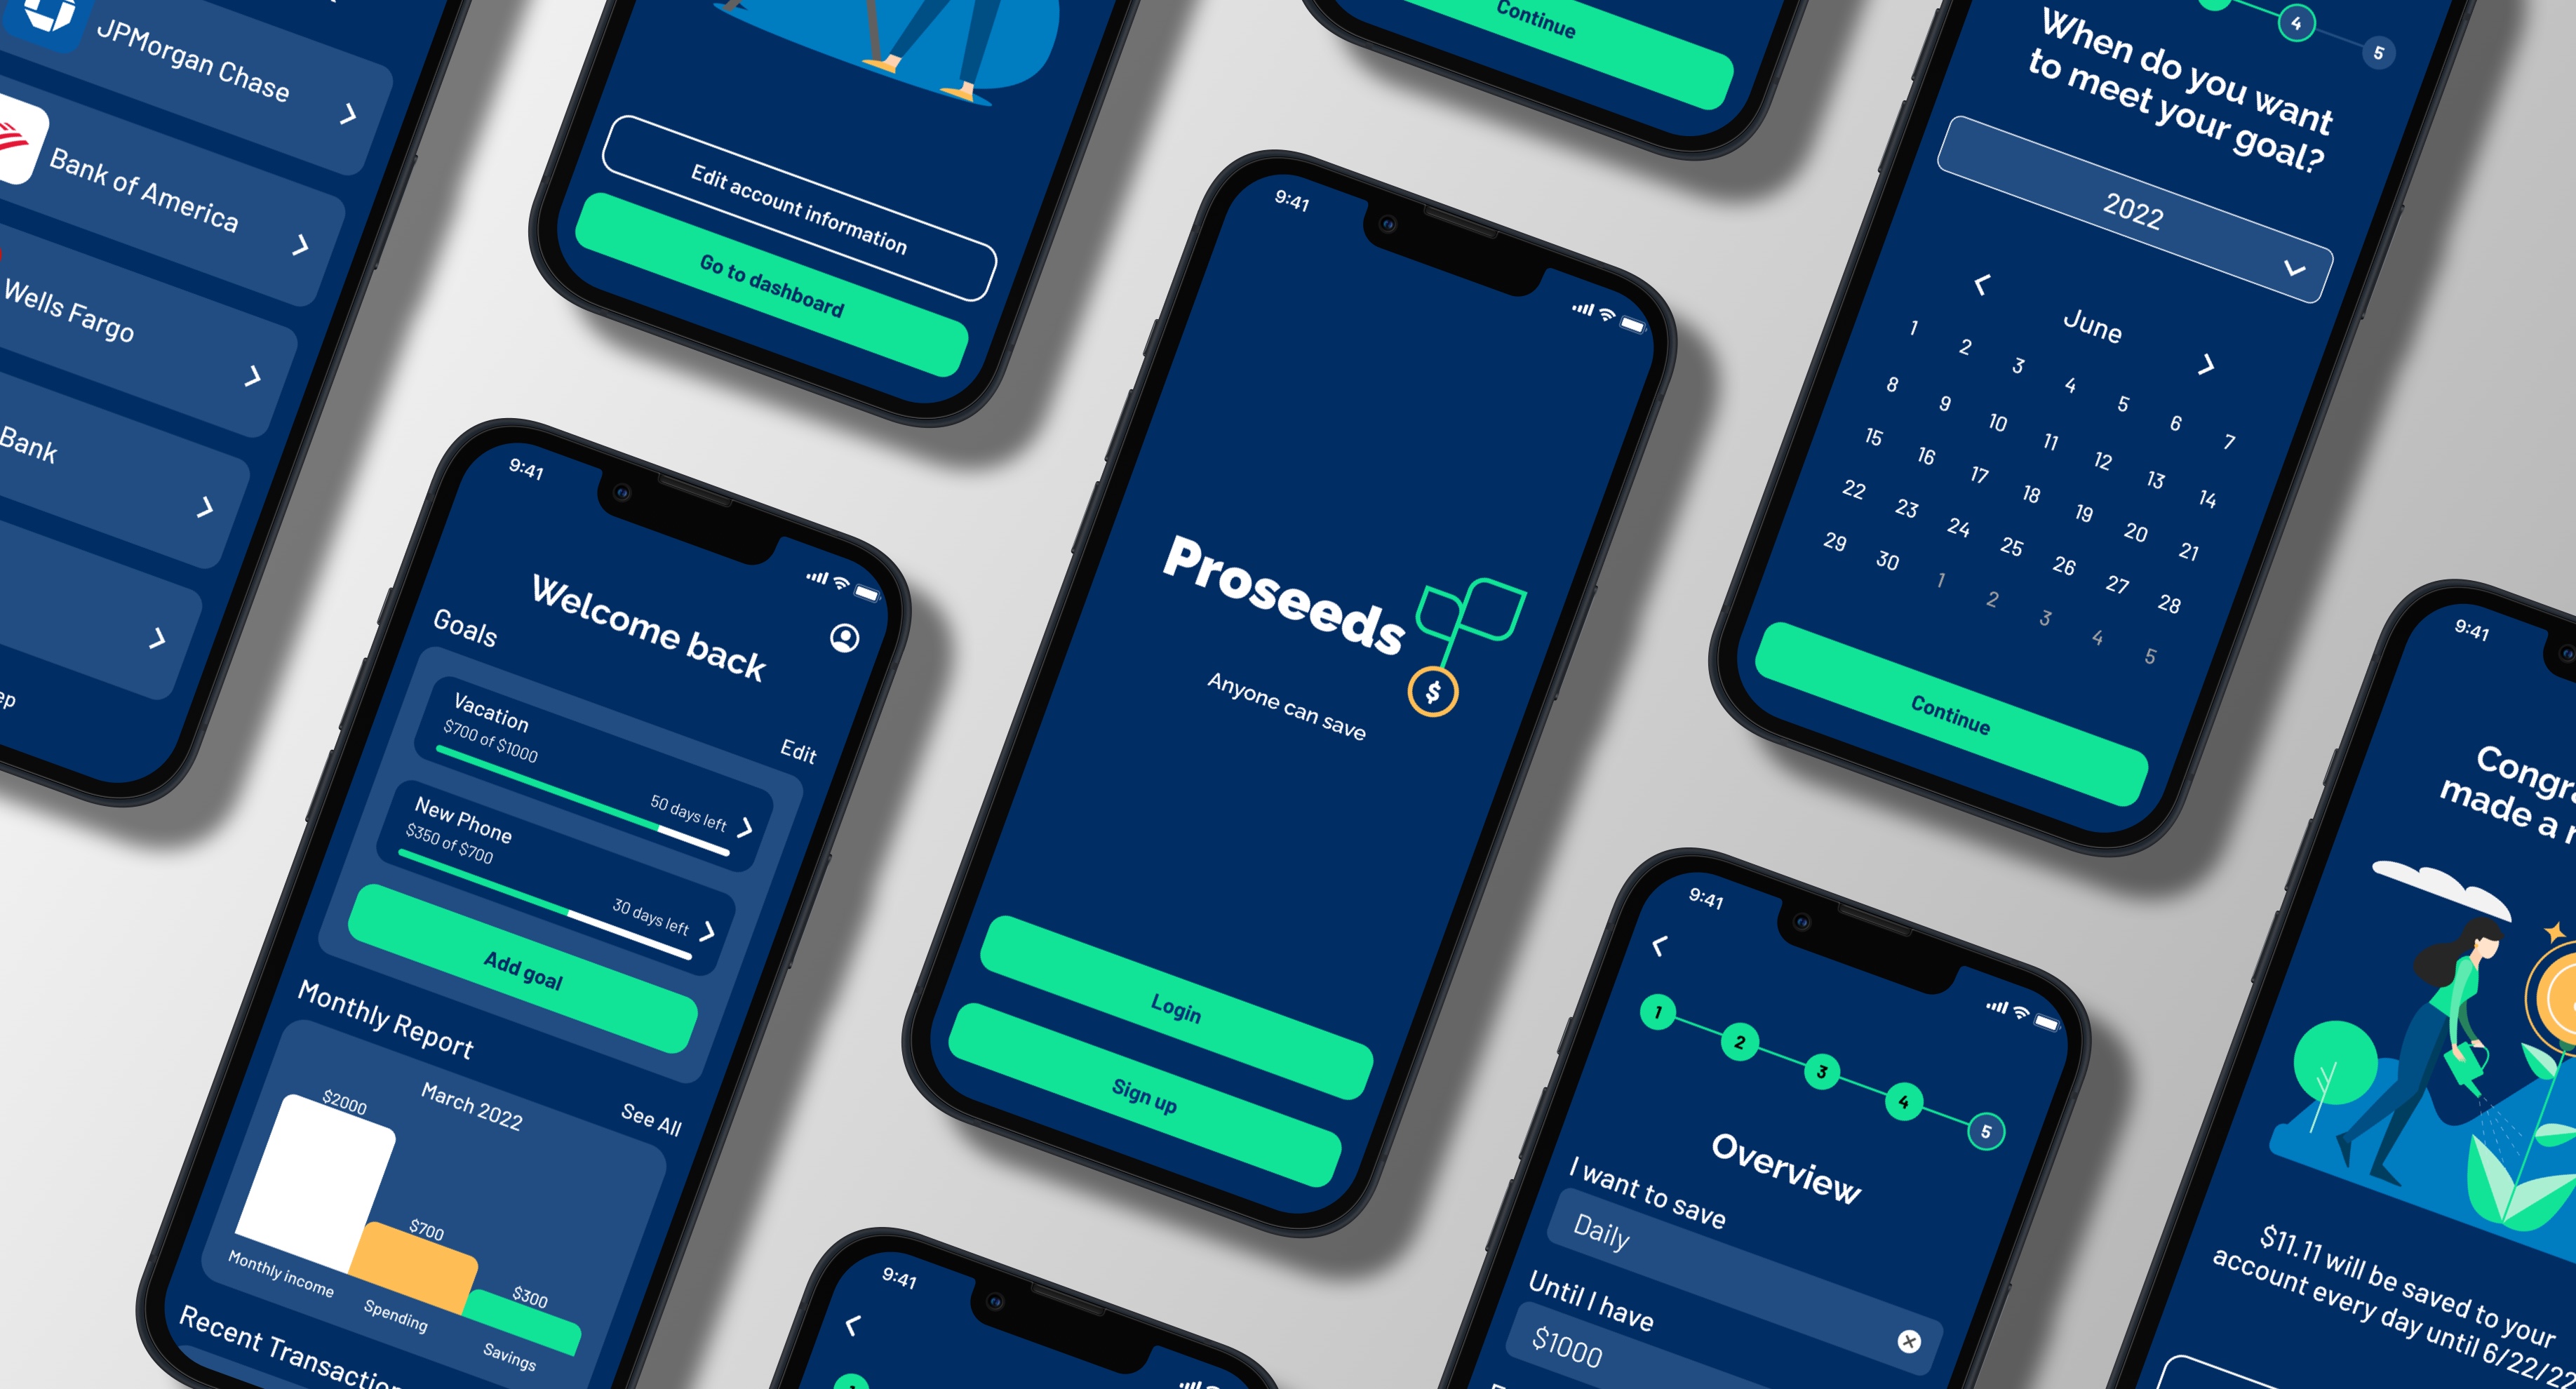 JPMorgan Chase
Bank of America
Wells Fargo
Bank
Edit account information
Go to dashboard
Continue
4
5
When do you want
to meet your goal?
2022
June
1 2 3 4 5 6 7
8 9 10 11 12 13 14
15 16 17 18 19 20 21
22 23 24 25 26 27 28
29 30 1 2 3 4 5
Continue
9:41
Welcome back
Goals
Edit
Vacation
$700 of $1000
50 days left
New Phone
$350 of $700
30 days left
Add goal
Monthly Report
March 2022
See All
$2000
$700
$300
Monthly income
Spending
Savings
Recent
9:41
Proseeds
$
Anyone can save
Login
Sign up
9:41
9:41
1
2
3
4
5
Overview
I want to save
Daily
Until I have
$1000
9:41
made a
$11.11 will be saved to your
account every day until 6/22/22